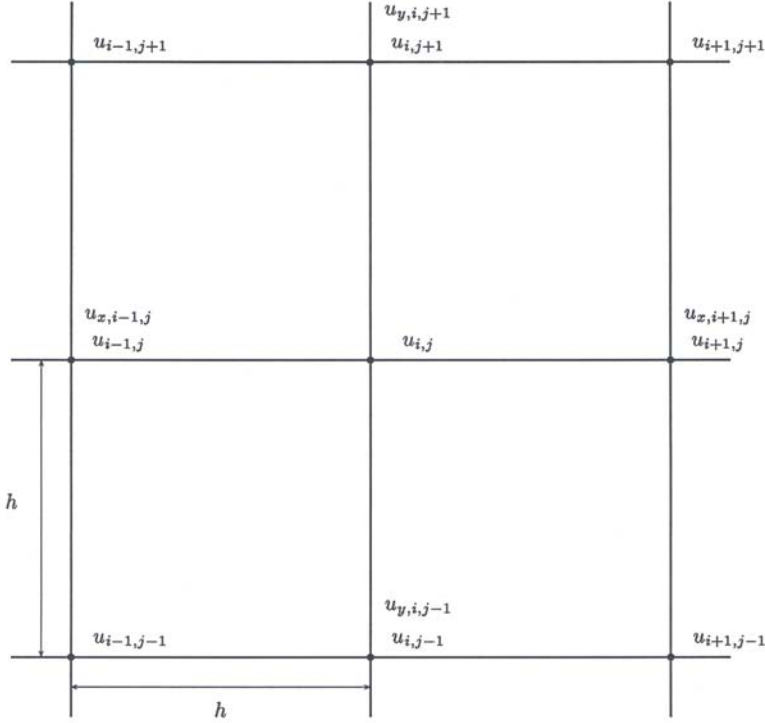 u_{y,i,j+1}
u_{i-1,j+1} u_{i,j+1} u_{i+1,j+1}
u_{x,i-1,j} u_{x,i+1,j}
u_{i-1,j} u_{i,j} u_{i+1,j}
h
u_{y,i,j-1}
u_{i-1,j-1} u_{i,j-1} u_{i+1,j-1}
h